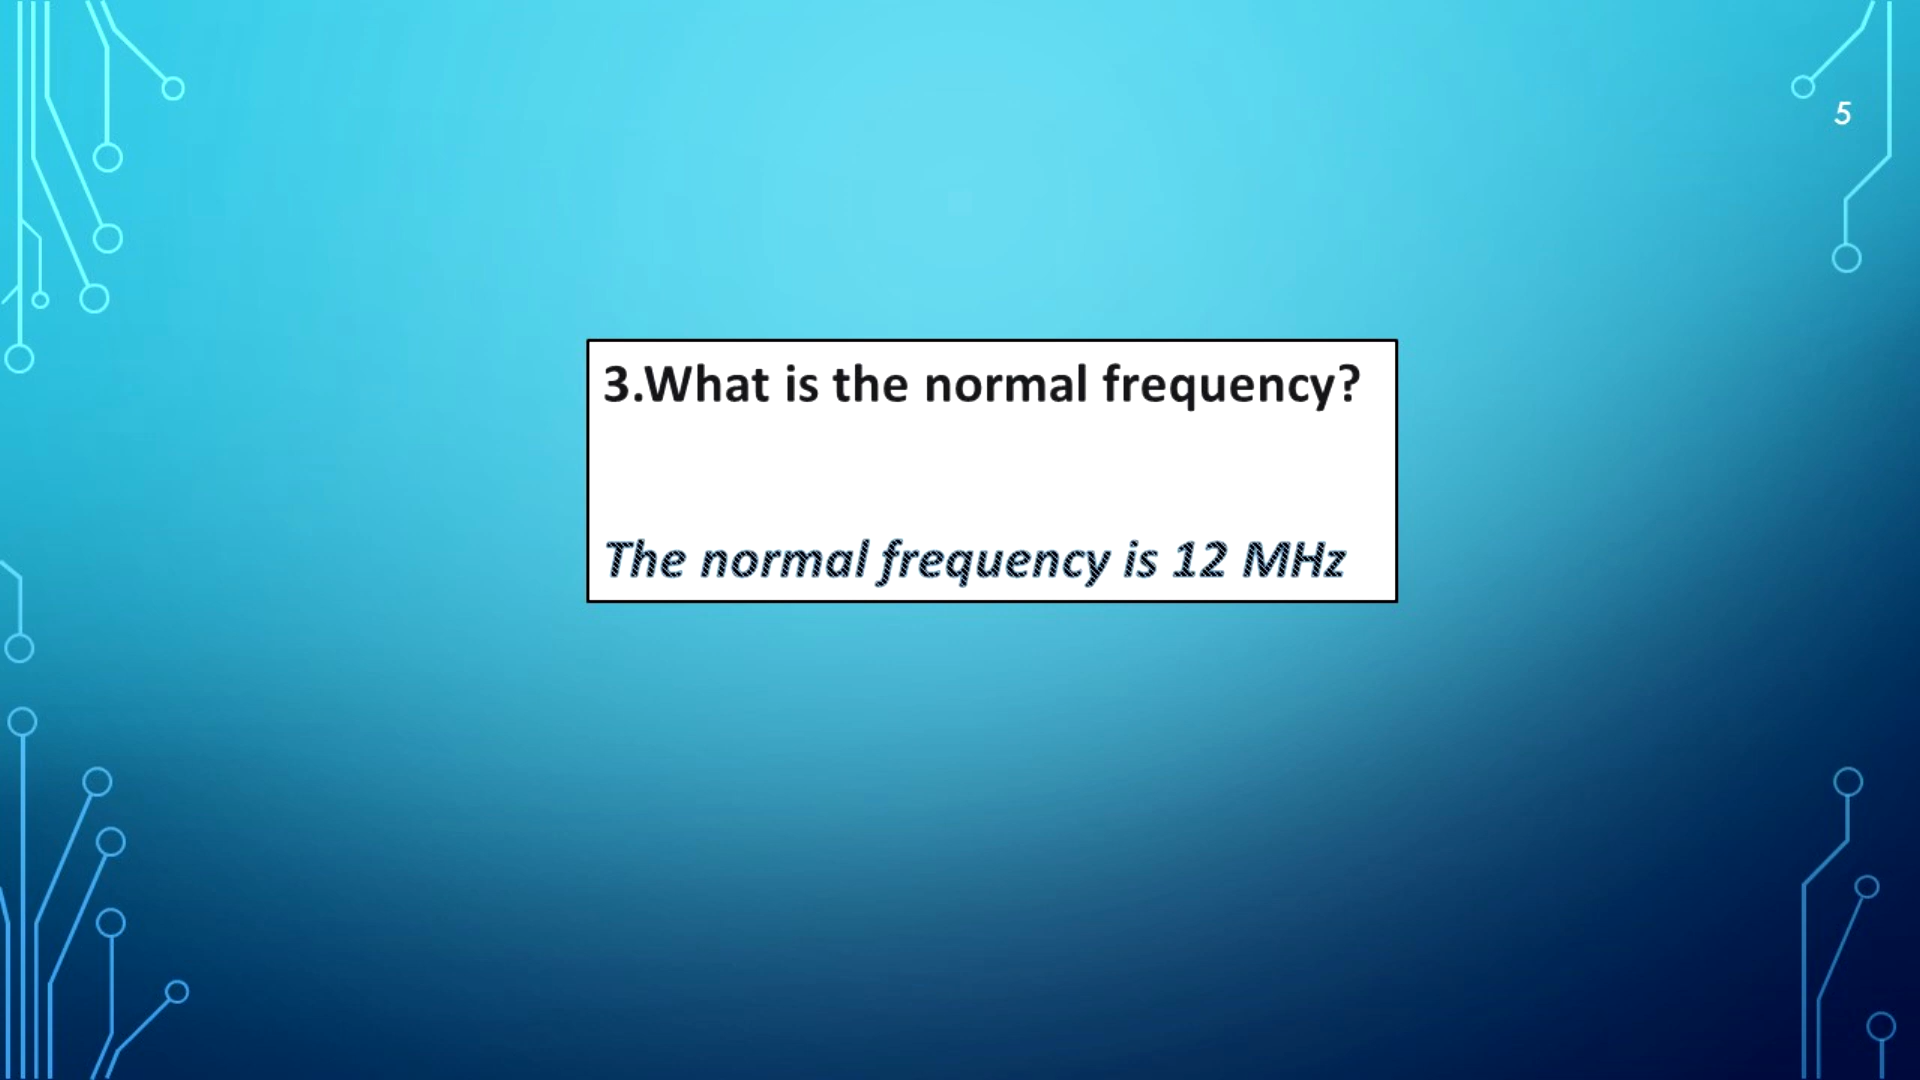 5
3.What is the normal frequency?
The normal frequency is 12 MHz